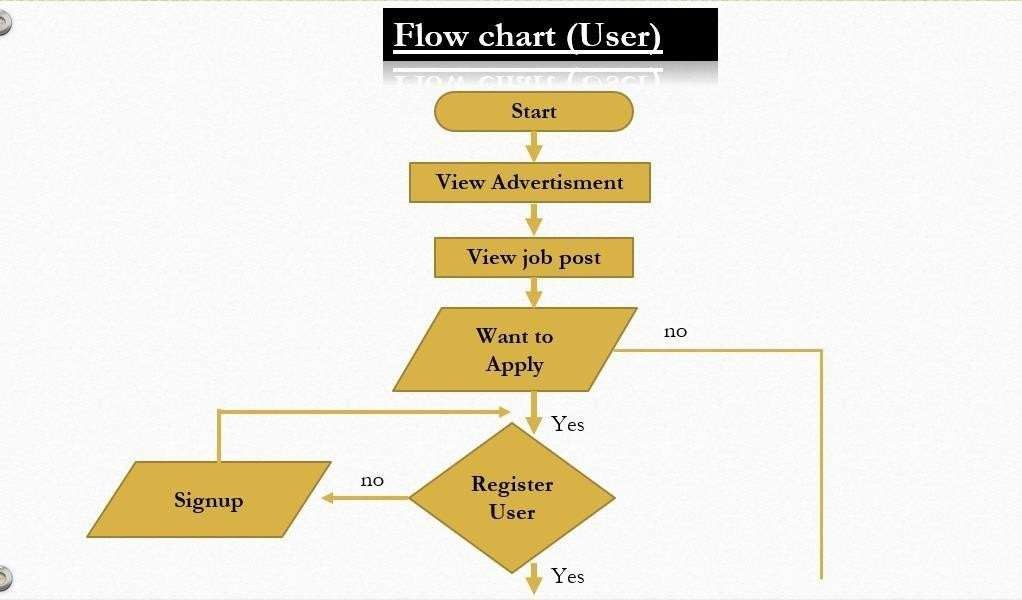 Flow chart (User)
Start
View Advertisment
View job post
Want to
Apply
no
Yes
Register
User
no
Signup
Yes